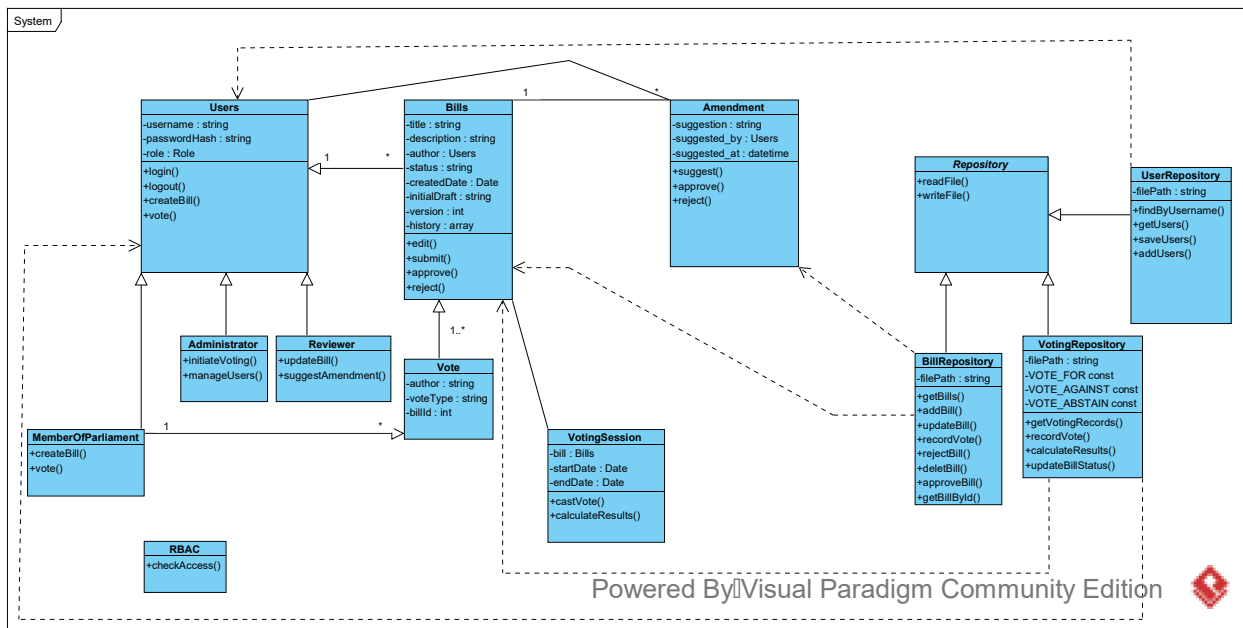 System
Users
-username : string
-passwordHash : string
-role : Role
+login()
+logout()
+createBill()
+vote()
1
*
Bills
-title : string
-description : string
-author : Users
-status : string
-createdDate : Date
-initialDraft : string
-version : int
-history : array
+edit()
+submit()
+approve()
+reject()
1
*
Amendment
-suggestion : string
-suggested_by : Users
-suggested_at : datetime
+suggest()
+approve()
+reject()
Repository
+readFile()
+writeFile()
UserRepository
-filePath : string
+findByUsername()
+getUsers()
+saveUsers()
+addUsers()
Administrator
+initiateVoting()
+manageUsers()
Reviewer
+updateBill()
+suggestAmendment()
1..*
Vote
-author : string
-voteType : string
-billId : int
MemberOfParliament
+createBill()
+vote()
1
*
VotingSession
-bill : Bills
-startDate : Date
-endDate : Date
+castVote()
+calculateResults()
BillRepository
-filePath : string
+getBills()
+addBill()
+updateBill()
+recordVote()
+rejectBill()
+deletBill()
+approveBill()
+getBillById()
VotingRepository
-filePath : string
-VOTE_FOR const
-VOTE_AGAINST const
-VOTE_ABSTAIN const
+getVotingRecords()
+recordVote()
+calculateResults()
+updateBillStatus()
RBAC
+checkAccess()
Powered By Visual Paradigm Community Edition